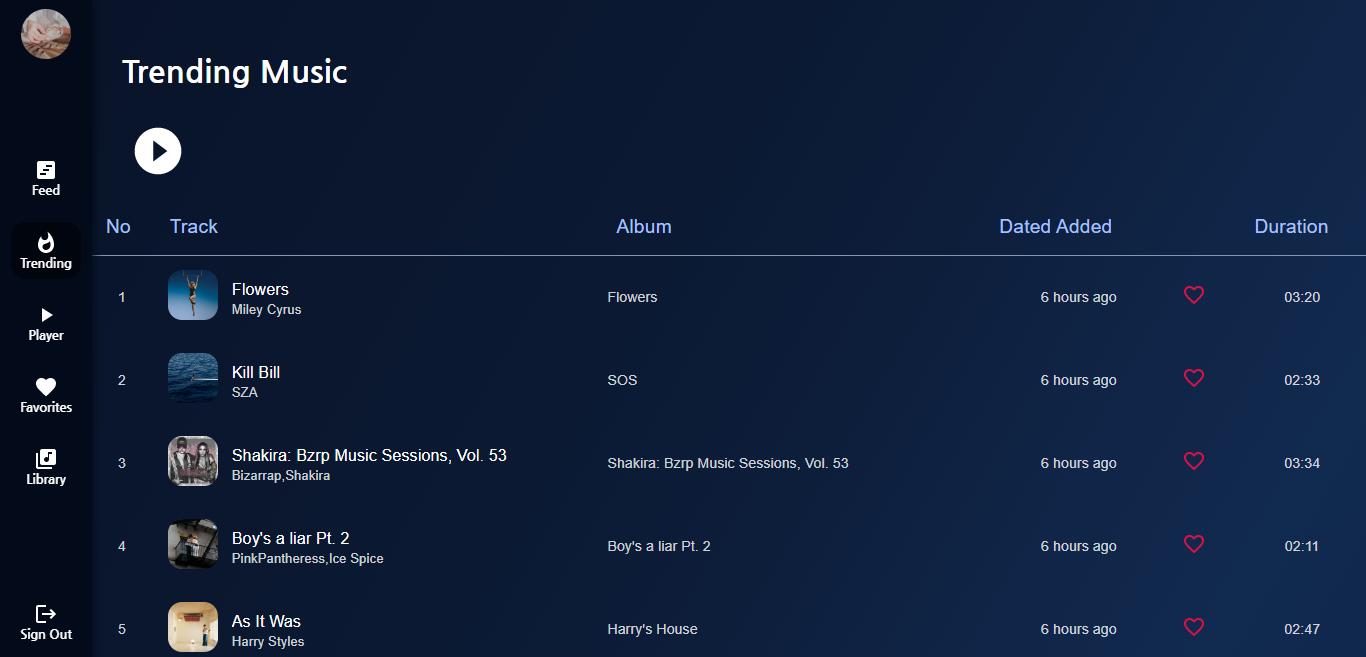 Trending Music
Feed
Trending
Player
Favorites
Library
Sign Out
No Track Album Dated Added Duration
1 Flowers Flowers 6 hours ago 03:20
Miley Cyrus
2 Kill Bill SOS 6 hours ago 02:33
SZA
3 Shakira: Bzrp Music Sessions, Vol. 53 Shakira: Bzrp Music Sessions, Vol. 53 6 hours ago 03:34
Bizarrap,Shakira
4 Boy's a liar Pt. 2 Boy's a liar Pt. 2 6 hours ago 02:11
PinkPantheress,Ice Spice
5 As It Was Harry's House 6 hours ago 02:47
Harry Styles